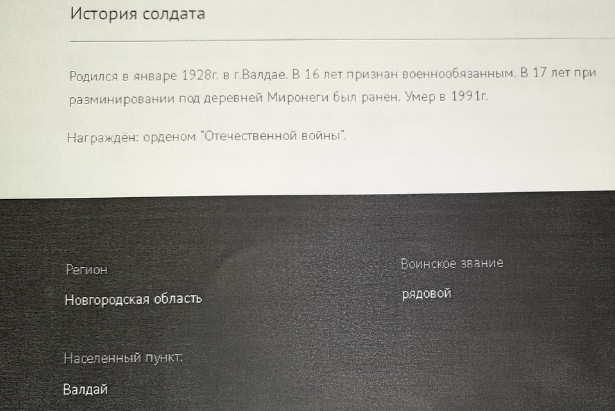 История солдата
Родился в январе 1928г. в г.Валдае. В 16 лет признан военнообязанным. В 17 лет при
разминировании под деревней Миронеги был ранен. Умер в 1991г.
Награждён: орденом "Отечественной войны".
Регион
Воинское звание
Новгородская область
рядовой
Населенный пункт:
Валдай